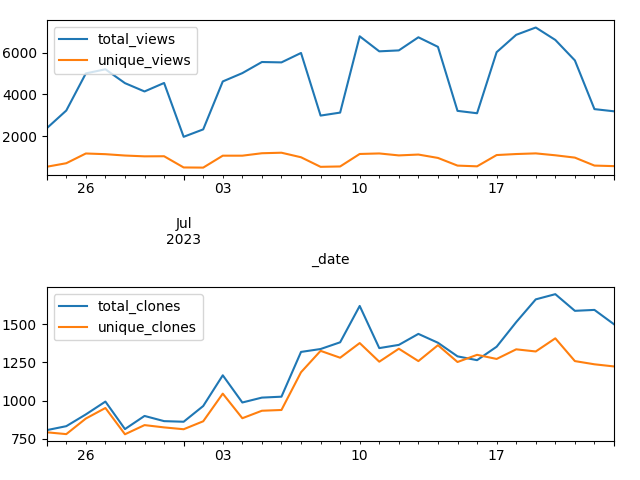 total_views
unique_views
6000
4000
2000
26
03
10
17
Jul
2023
_date
total_clones
unique_clones
1500
1250
1000
750
26
03
10
17